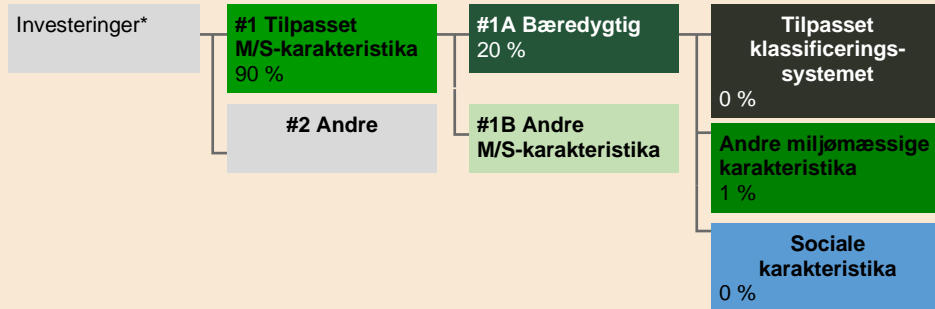 Investeringer*
#1 Tilpasset
M/S-karakteristika
90 %
#2 Andre
#1A Bæredygtig
20 %
#1B Andre
M/S-karakteristika
Tilpasset
klassificerings-
systemet
0 %
Andre miljømæssige
karakteristika
1 %
Sociale
karakteristika
0 %